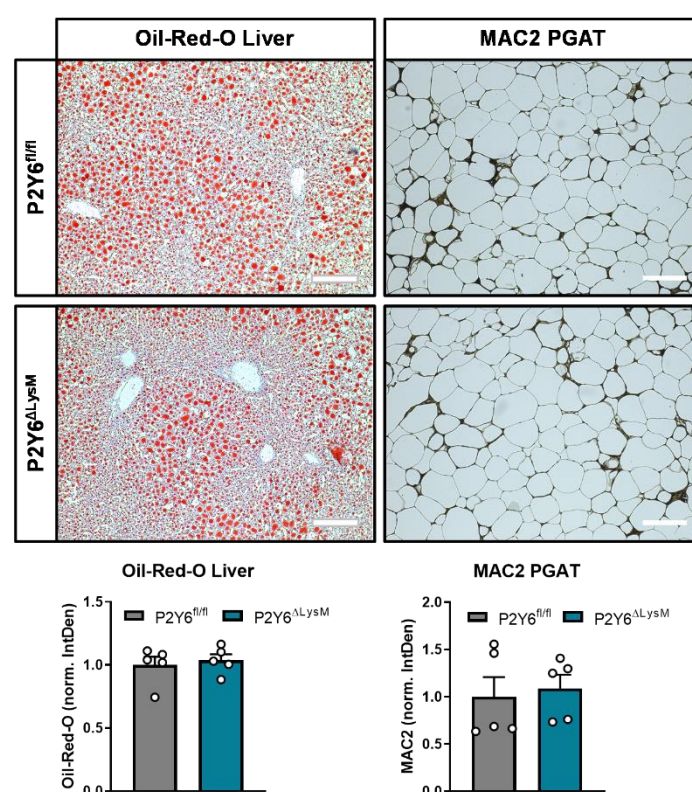 Oil-Red-O Liver
MAC2 PGAT
P2Y6fl/fl
P2Y6ΔLysM
Oil-Red-O Liver
MAC2 PGAT
Oil-Red-O (norm. IntDen)
1.5
1.0
0.5
0.0
P2Y6fl/fl P2Y6ΔLysM
MAC2 (norm. IntDen)
2.0
1.5
1.0
0.5
0.0
P2Y6fl/fl P2Y6ΔLysM